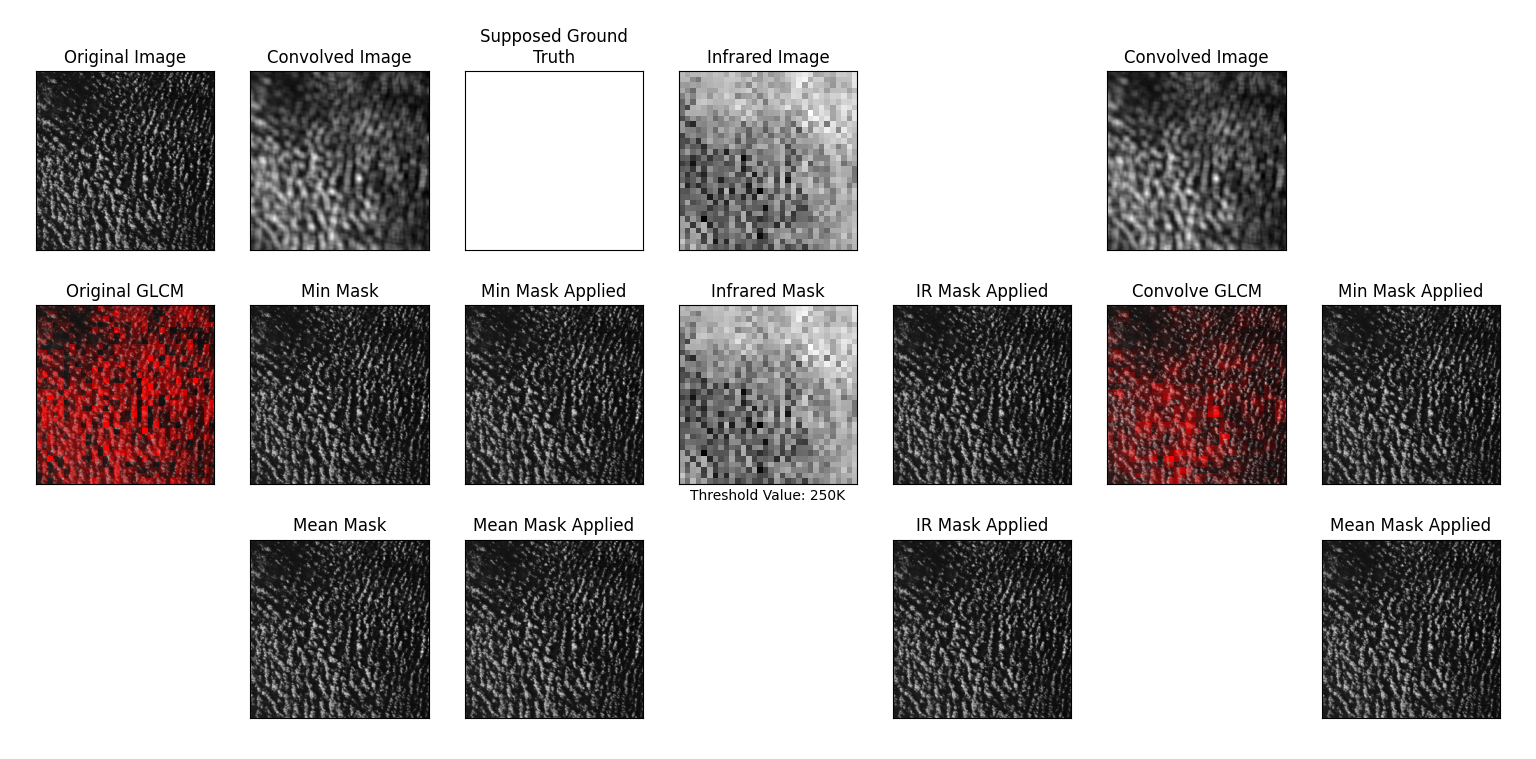 Original Image
Convolved Image
Supposed Ground
Truth
Infrared Image
Convolved Image
Original GLCM
Min Mask
Min Mask Applied
Infrared Mask
IR Mask Applied
Convolve GLCM
Min Mask Applied
Threshold Value: 250K
Mean Mask
Mean Mask Applied
IR Mask Applied
Mean Mask Applied